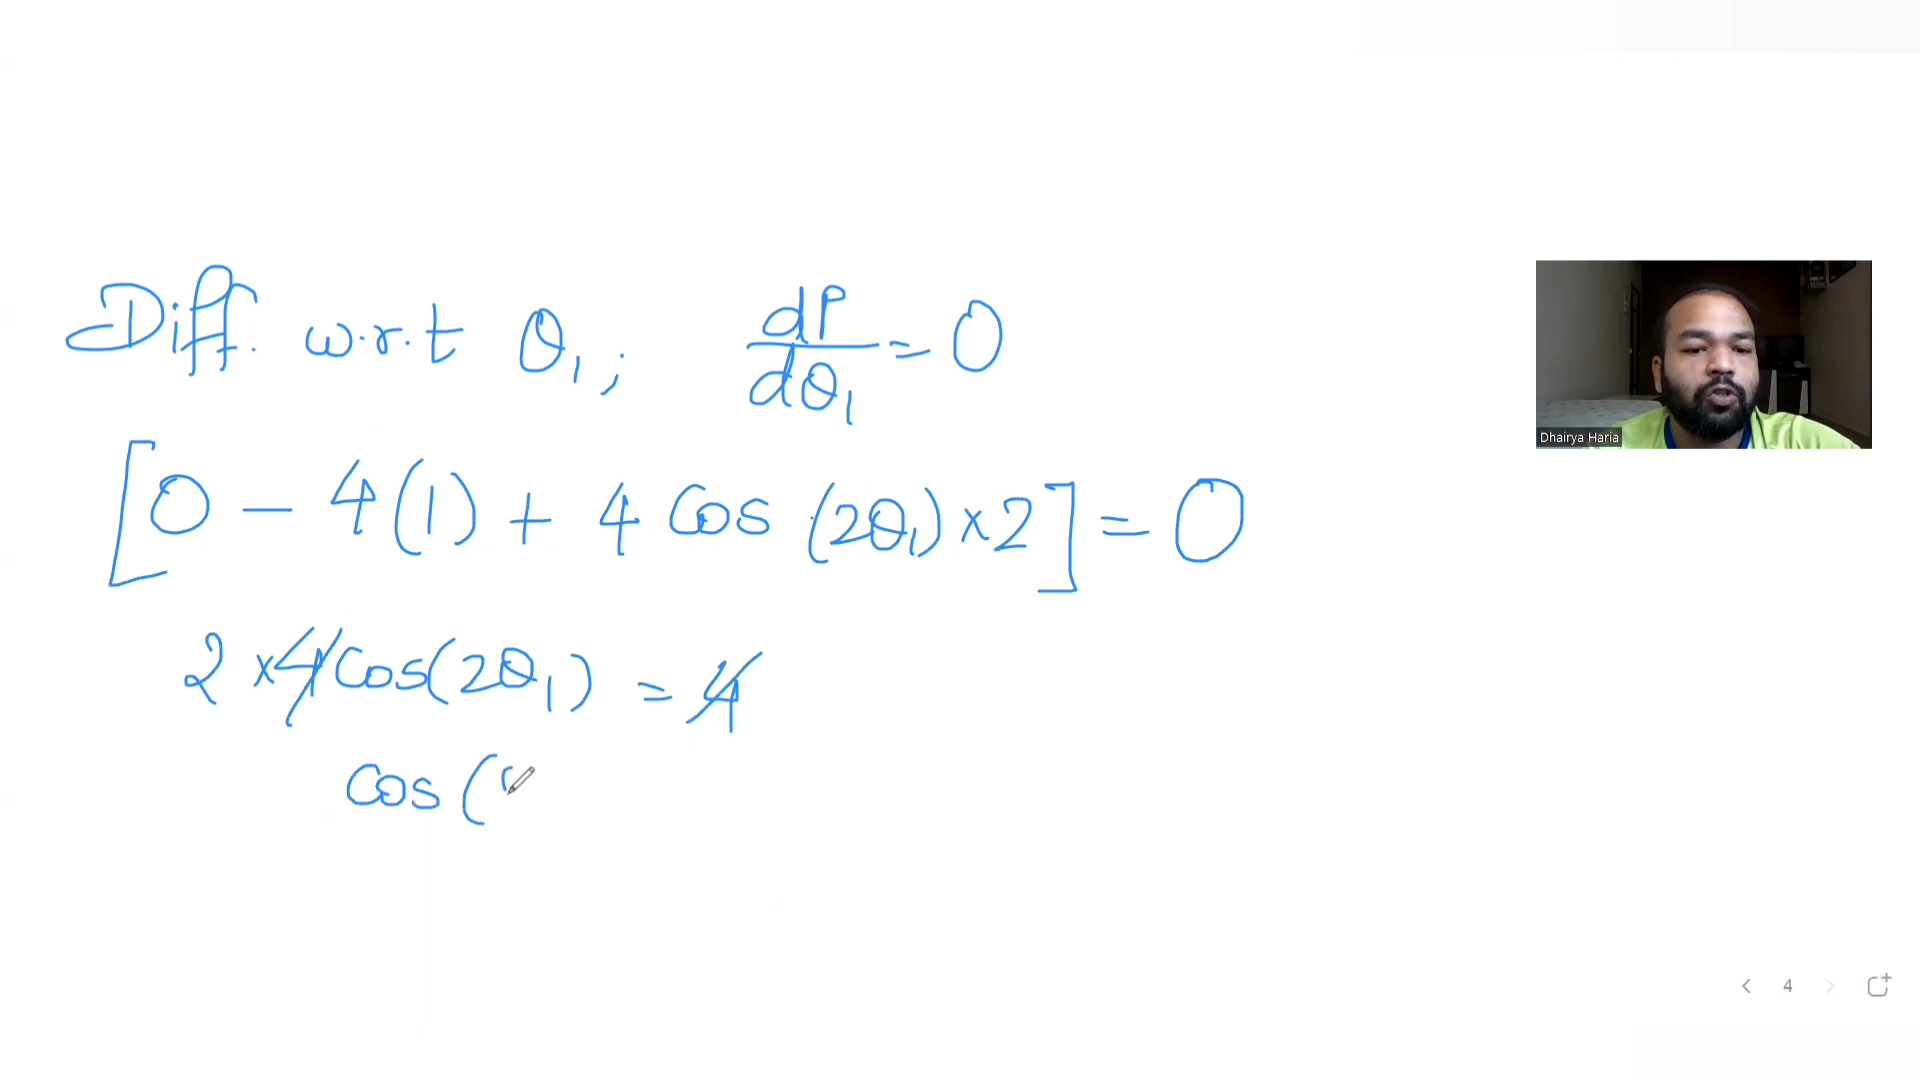 Diff. w.r.t θ₁; dP/dθ₁ = 0
[0 − 4(1) + 4 Cos (2θ₁) × 2] = 0
2 × 4 Cos(2θ₁) = 4
Cos (
Dhairya Haria
4